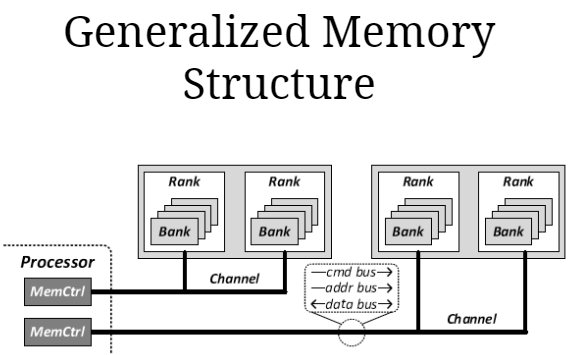 Generalized Memory
Structure
Rank
Rank
Rank
Rank
Bank
Bank
Bank
Bank
Processor
Channel
cmd bus
addr bus
data bus
MemCtrl
MemCtrl
Channel